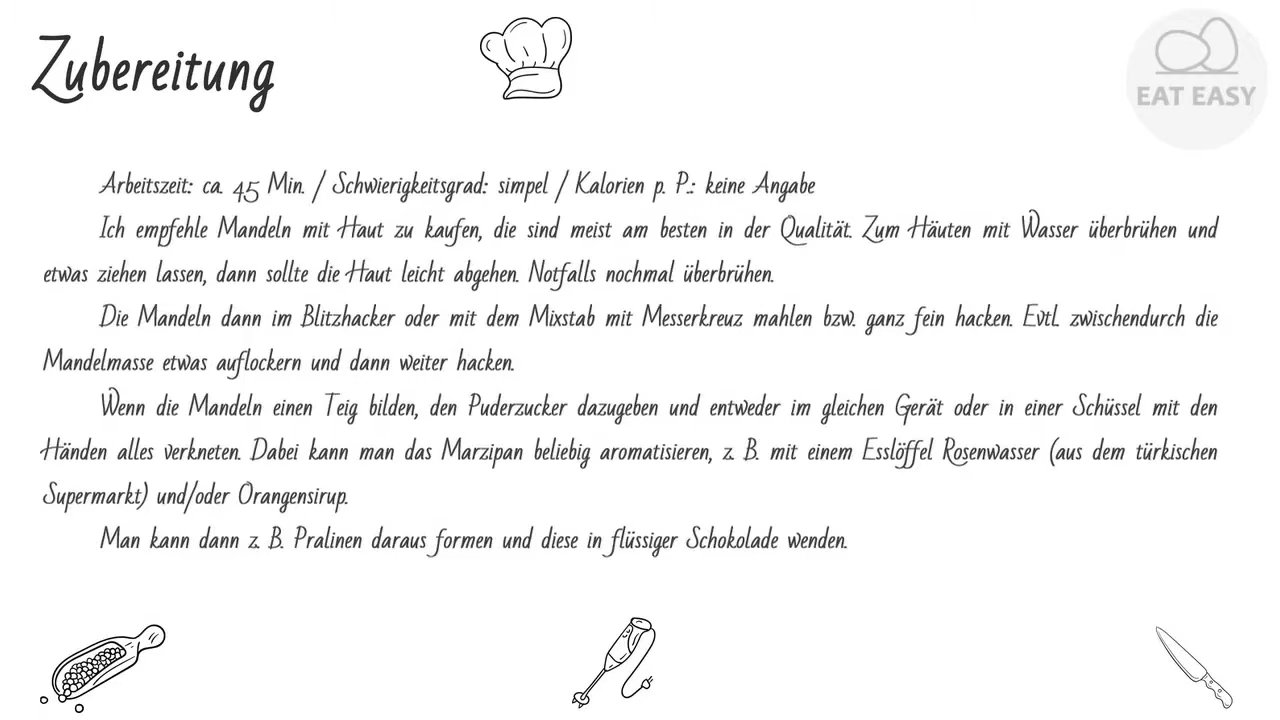 Zubereitung
EAT EASY
Arbeitszeit: ca. 45 Min. / Schwierigkeitsgrad: simpel / Kalorien p. P.: keine Angabe
Ich empfehle Mandeln mit Haut zu kaufen, die sind meist am besten in der Qualität. Zum Häuten mit Wasser überbrühen und
etwas ziehen lassen, dann sollte die Haut leicht abgehen. Notfalls nochmal überbrühen.
Die Mandeln dann im Blitzhacker oder mit dem Mixstab mit Messerkreuz mahlen bzw. ganz fein hacken. Evtl. zwischendurch die
Mandelmasse etwas auflockern und dann weiter hacken.
Wenn die Mandeln einen Teig bilden, den Puderzucker dazugeben und entweder im gleichen Gerät oder in einer Schüssel mit den
Händen alles verkneten. Dabei kann man das Marzipan beliebig aromatisieren, z. B. mit einem Esslöffel Rosenwasser (aus dem türkischen
Supermarkt) und/oder Orangensirup.
Man kann dann z. B. Pralinen daraus formen und diese in flüssiger Schokolade wenden.